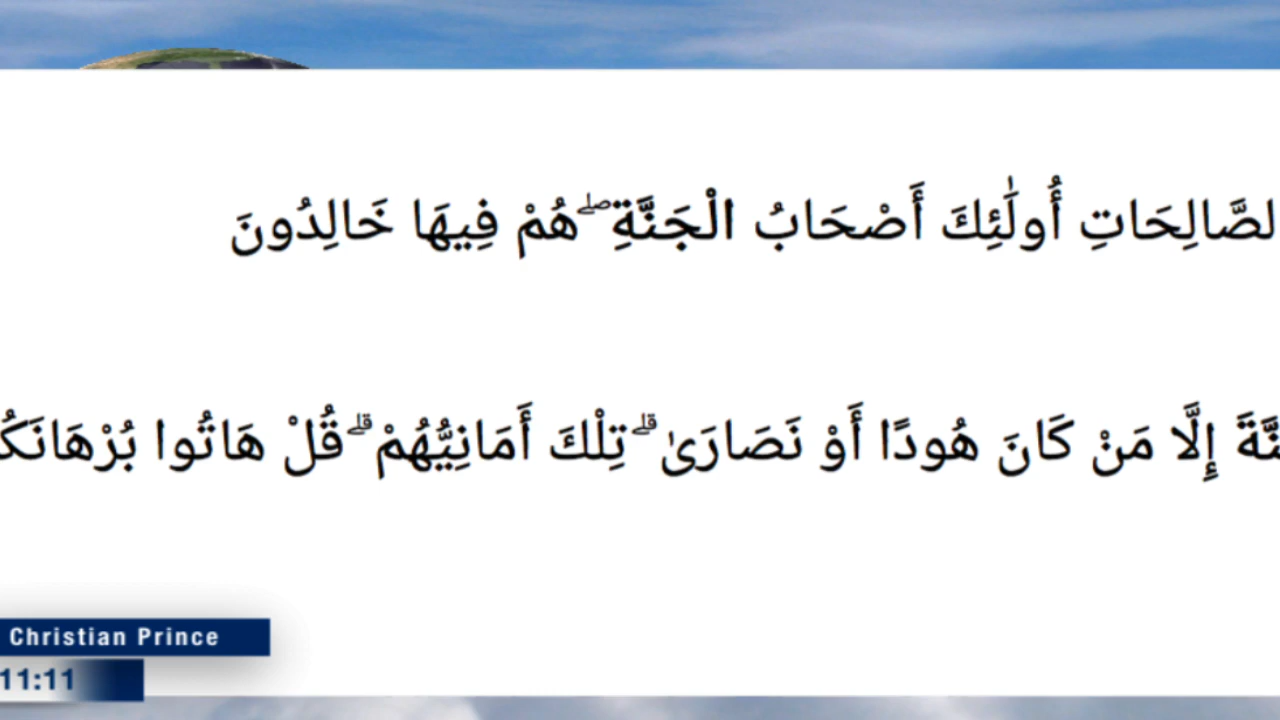 لصَّالِحَاتِ أُولَٰئِكَ أَصْحَابُ الْجَنَّةِ ۖ هُمْ فِيهَا خَالِدُونَ
نَّةَ إِلَّا مَنْ كَانَ هُودًا أَوْ نَصَارَىٰ ۗ تِلْكَ أَمَانِيُّهُمْ ۗ قُلْ هَاتُوا بُرْهَانَكُ
Christian Prince
11:11